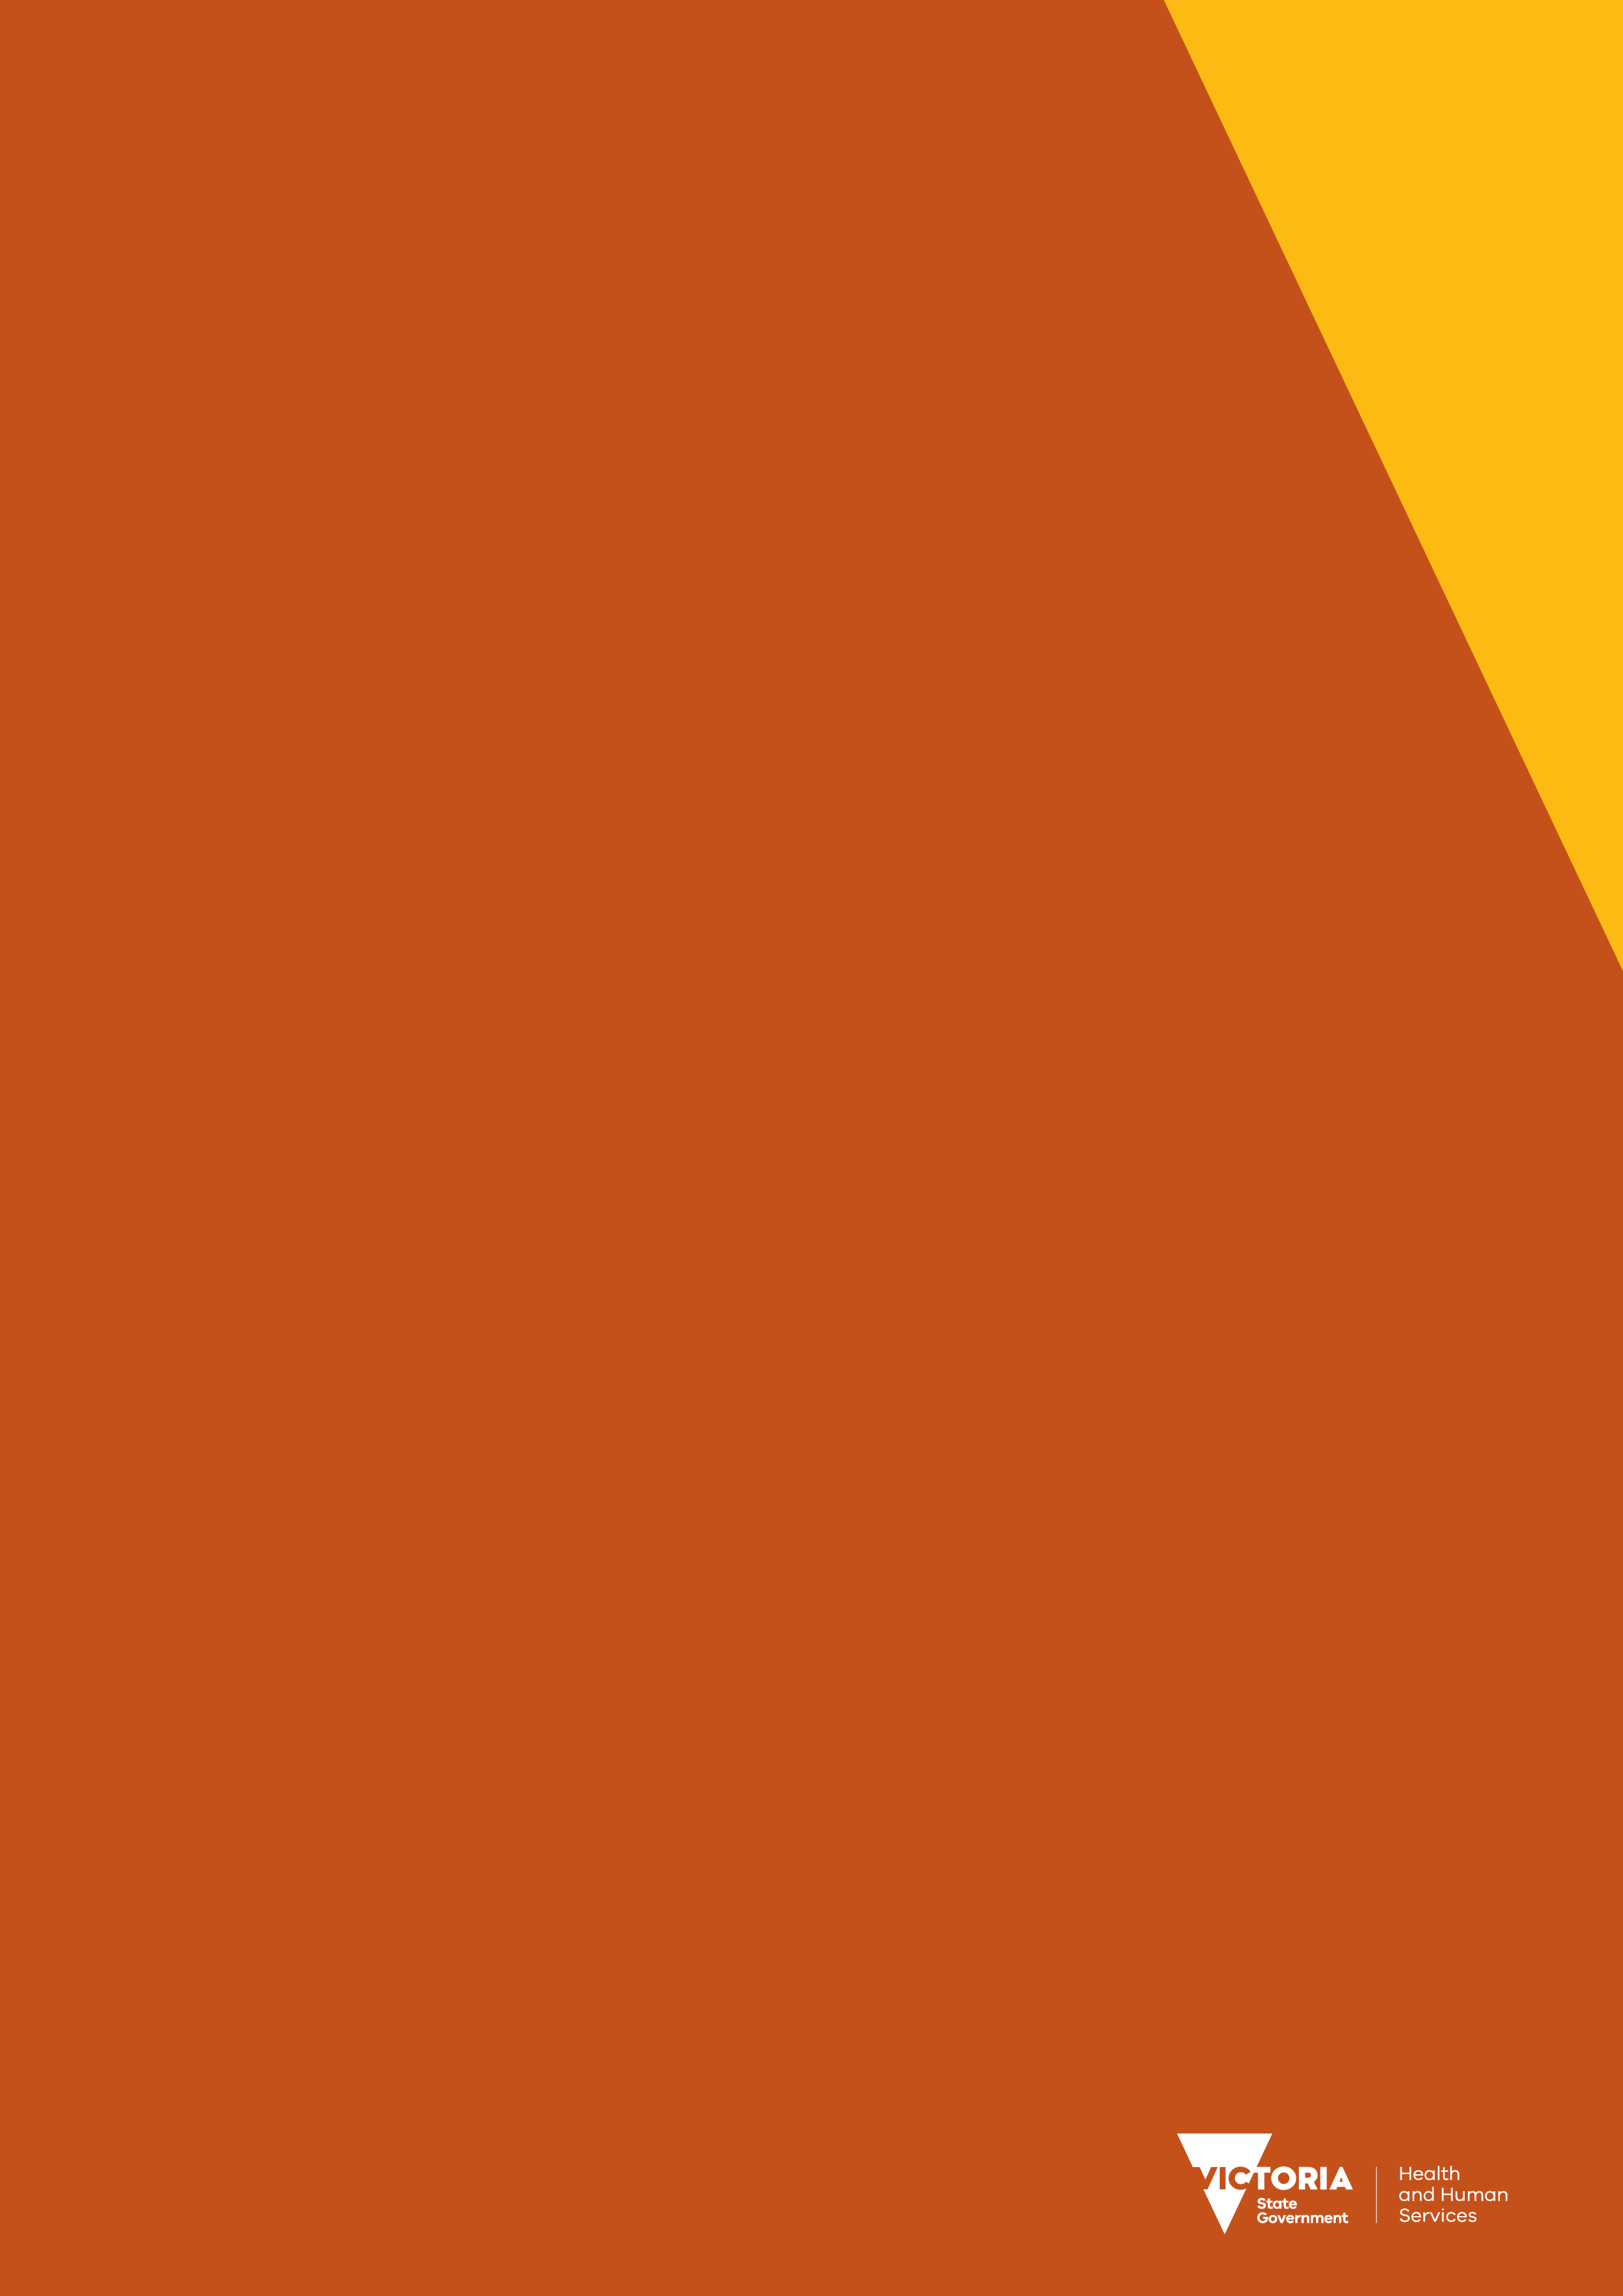 VICTORIA
State
Government
Health
and Human
Services